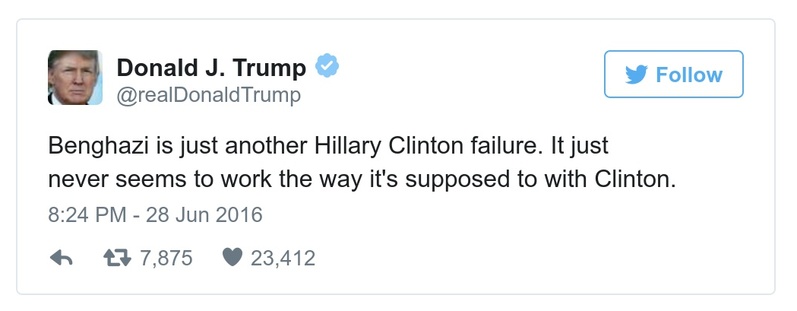 Donald J. Trump
@realDonaldTrump
Follow
Benghazi is just another Hillary Clinton failure. It just
never seems to work the way it's supposed to with Clinton.
8:24 PM - 28 Jun 2016
7,875 23,412